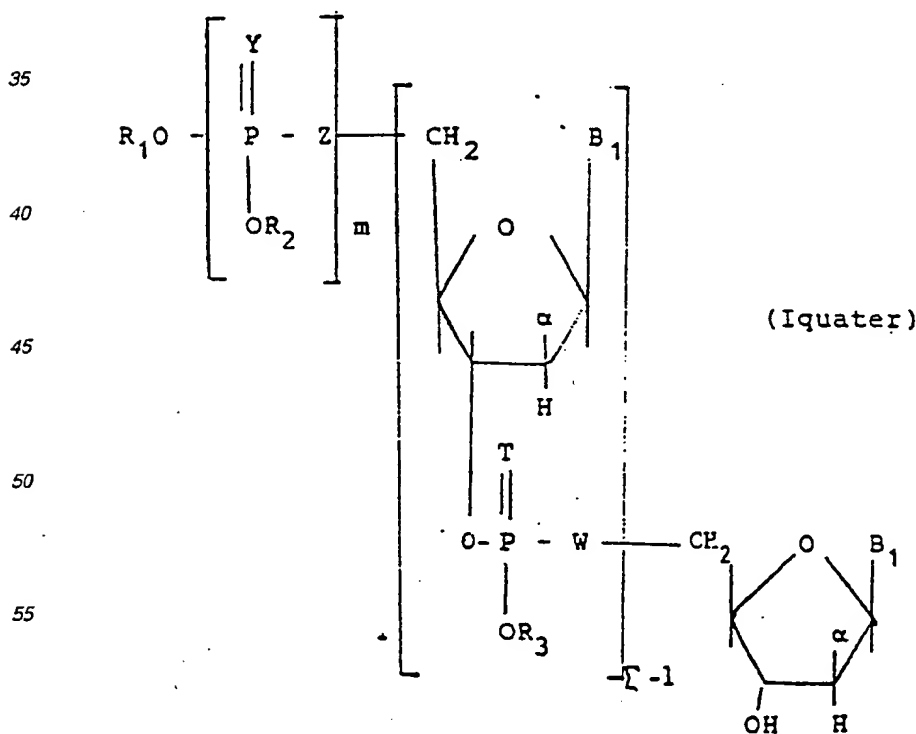 Y
35
R₁O - P - Z CH₂ B₁
40
OR₂ m O
(Iquater)
α
45
H
T
50
O- P - W CH₂ O B₁
55
OR₃ α
Σ-1
OH H